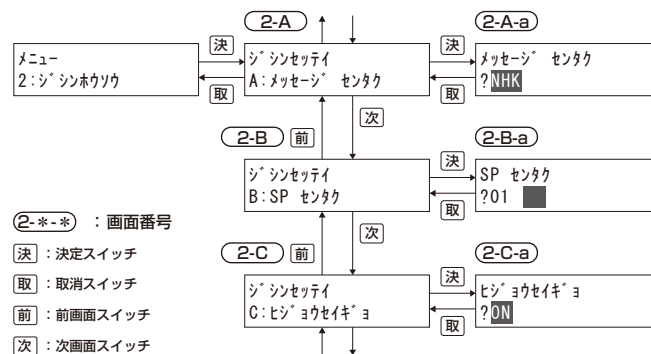 2-A
2-A-a
メニュー
2:ジシンホウソウ
決
取
ジシンセッテイ
A:メッセージ センタク
決
取
メッセージ センタク
?NHK
2-B
前
次
2-B-a
ジシンセッテイ
B:SP センタク
決
取
SP センタク
?01
2-*-* :画面番号
決 :決定スイッチ
取 :取消スイッチ
前 :前画面スイッチ
次 :次画面スイッチ
2-C
前
次
2-C-a
ジシンセッテイ
C:ヒジョウセイギョ
決
取
ヒジョウセイギョ
?ON